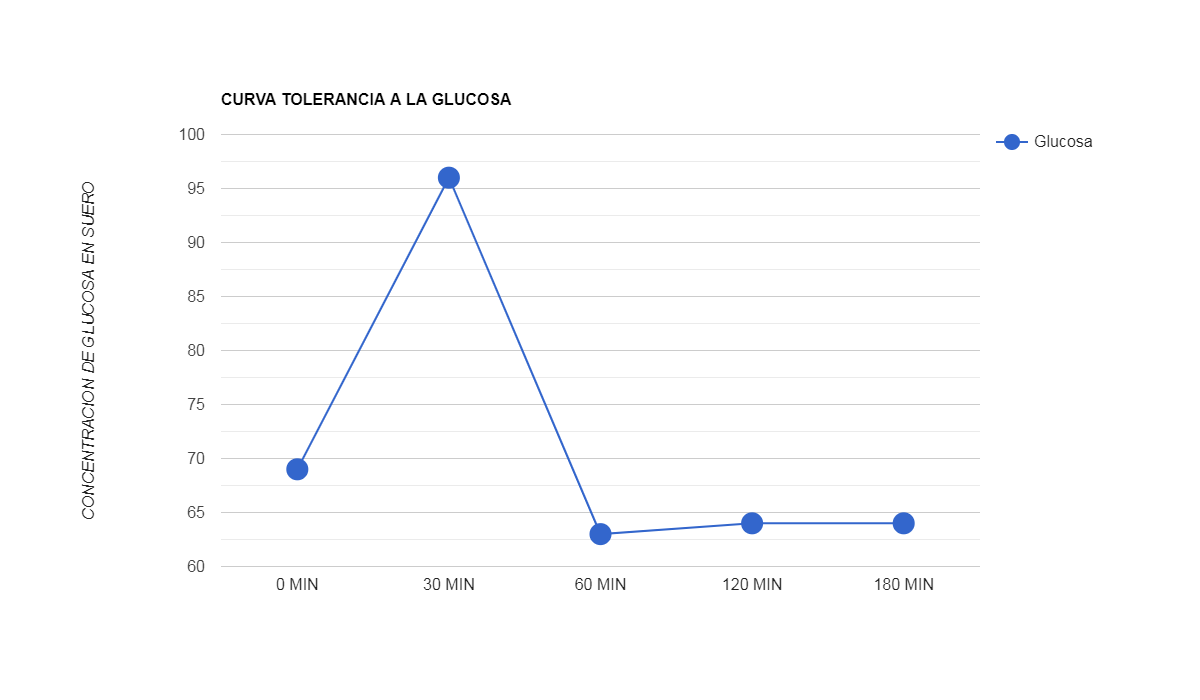 CURVA TOLERANCIA A LA GLUCOSA
Glucosa
CONCENTRACION DE GLUCOSA EN SUERO
100
95
90
85
80
75
70
65
60
0 MIN
30 MIN
60 MIN
120 MIN
180 MIN